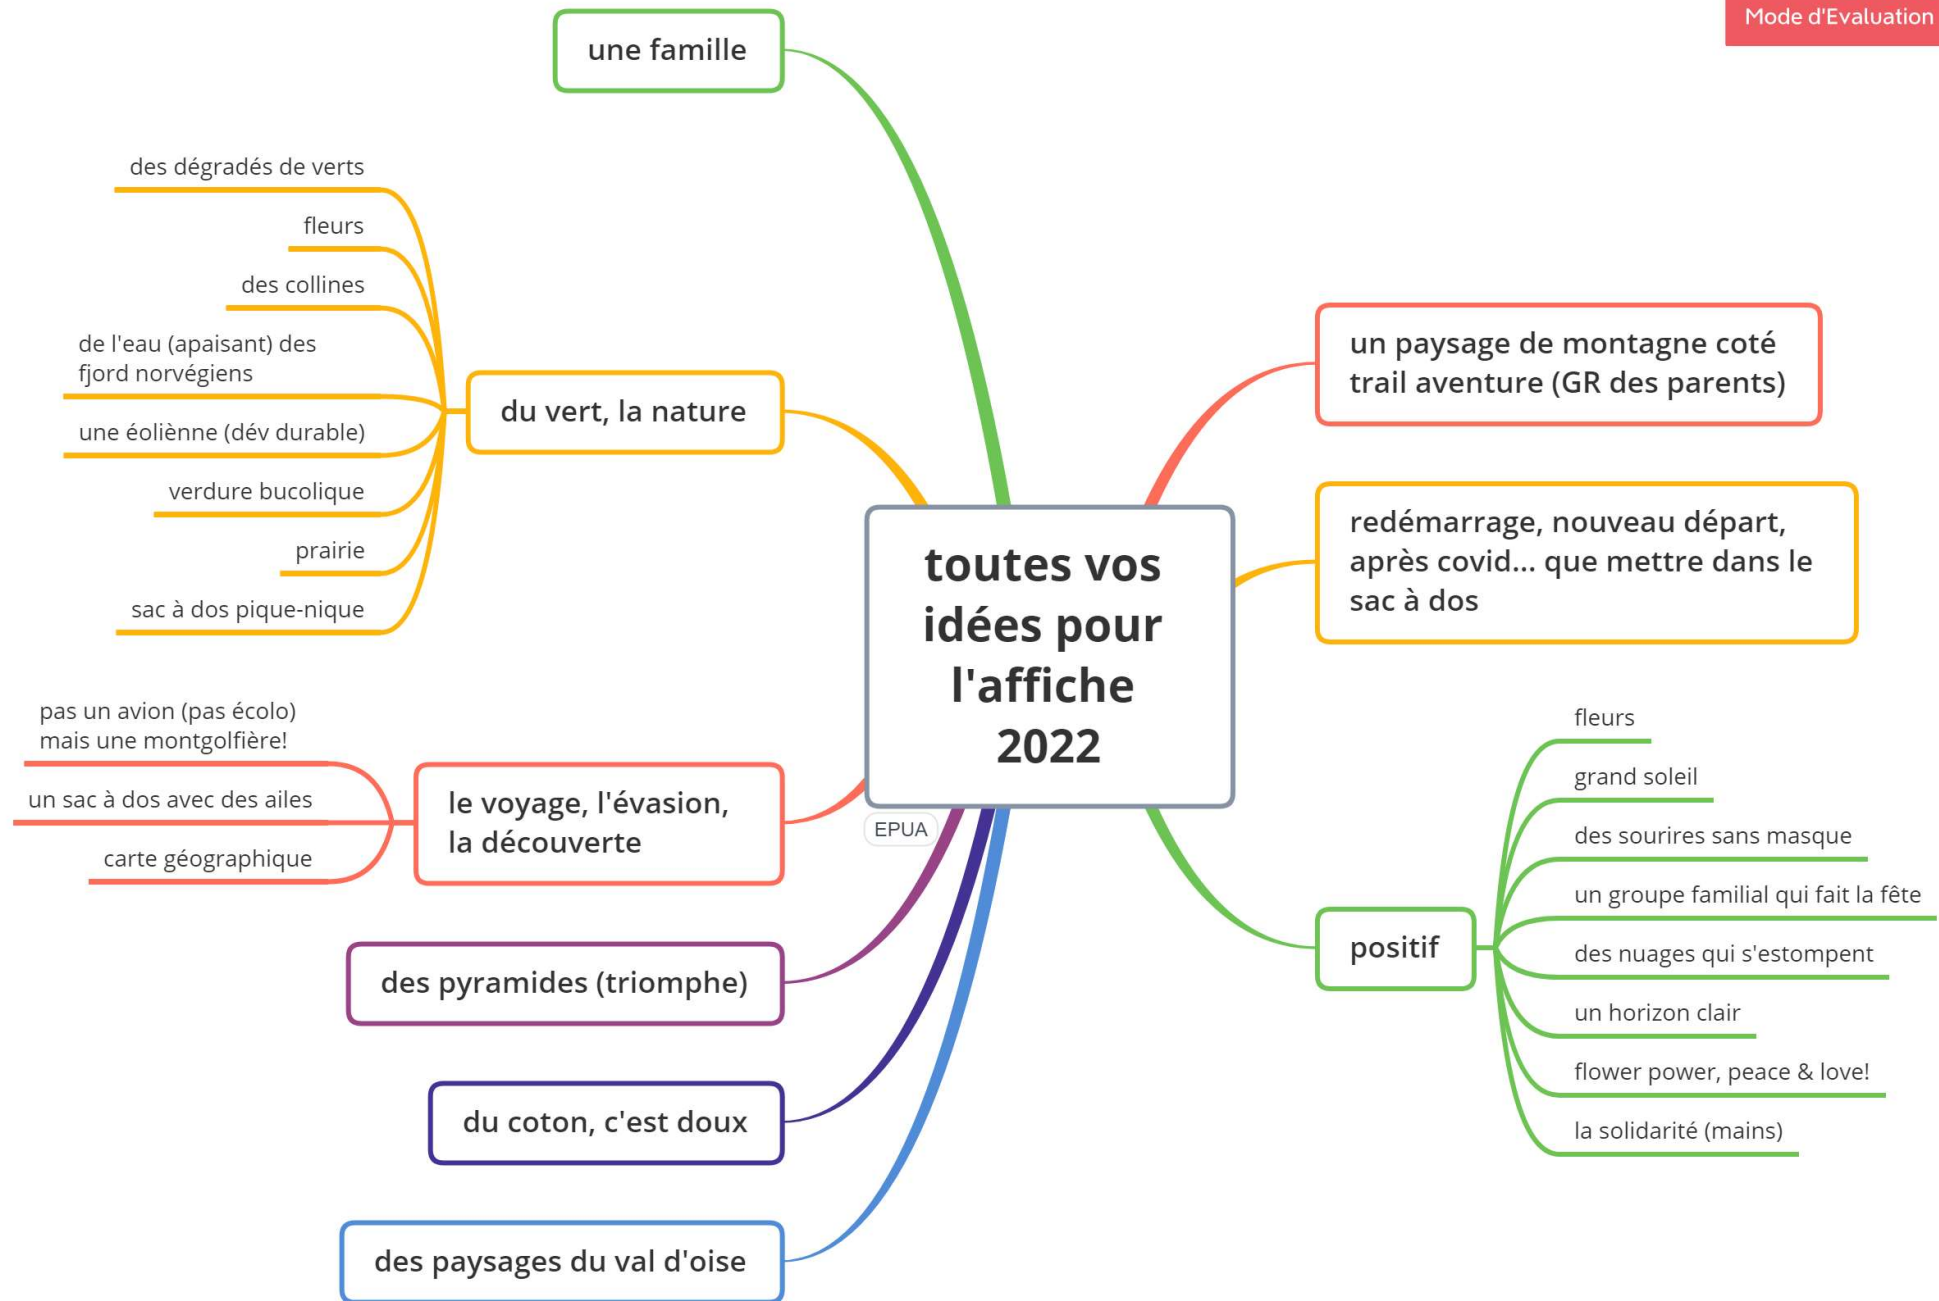 Mode d'Evaluation
une famille
des dégradés de verts
fleurs
des collines
de l'eau (apaisant) des
fjord norvégiens
une éoliènne (dév durable)
verdure bucolique
prairie
sac à dos pique-nique
du vert, la nature
pas un avion (pas écolo)
mais une montgolfière!
un sac à dos avec des ailes
carte géographique
le voyage, l'évasion,
la découverte
des pyramides (triomphe)
du coton, c'est doux
des paysages du val d'oise
toutes vos
idées pour
l'affiche
2022
EPUA
un paysage de montagne coté
trail aventure (GR des parents)
redémarrage, nouveau départ,
après covid... que mettre dans le
sac à dos
positif
fleurs
grand soleil
des sourires sans masque
un groupe familial qui fait la fête
des nuages qui s'estompent
un horizon clair
flower power, peace & love!
la solidarité (mains)